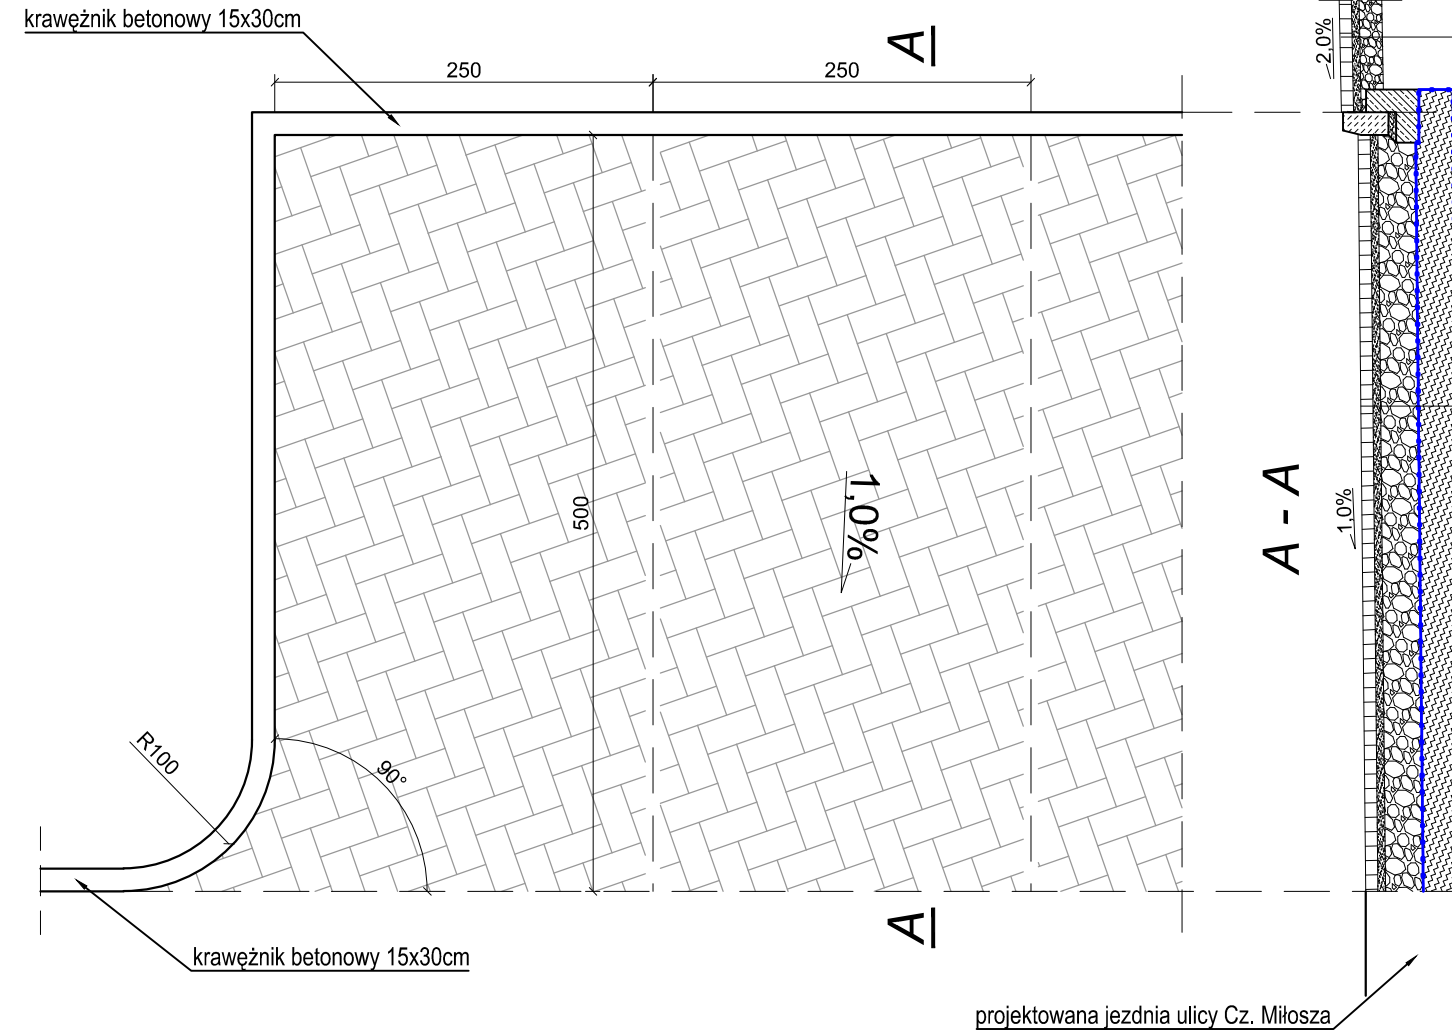 krawężnik betonowy 15x30cm
A
2,0%
250
250
500
1,0%
A - A
1,0%
R100
90°
A
krawężnik betonowy 15x30cm
projektowana jezdnia ulicy Cz. Miłosza